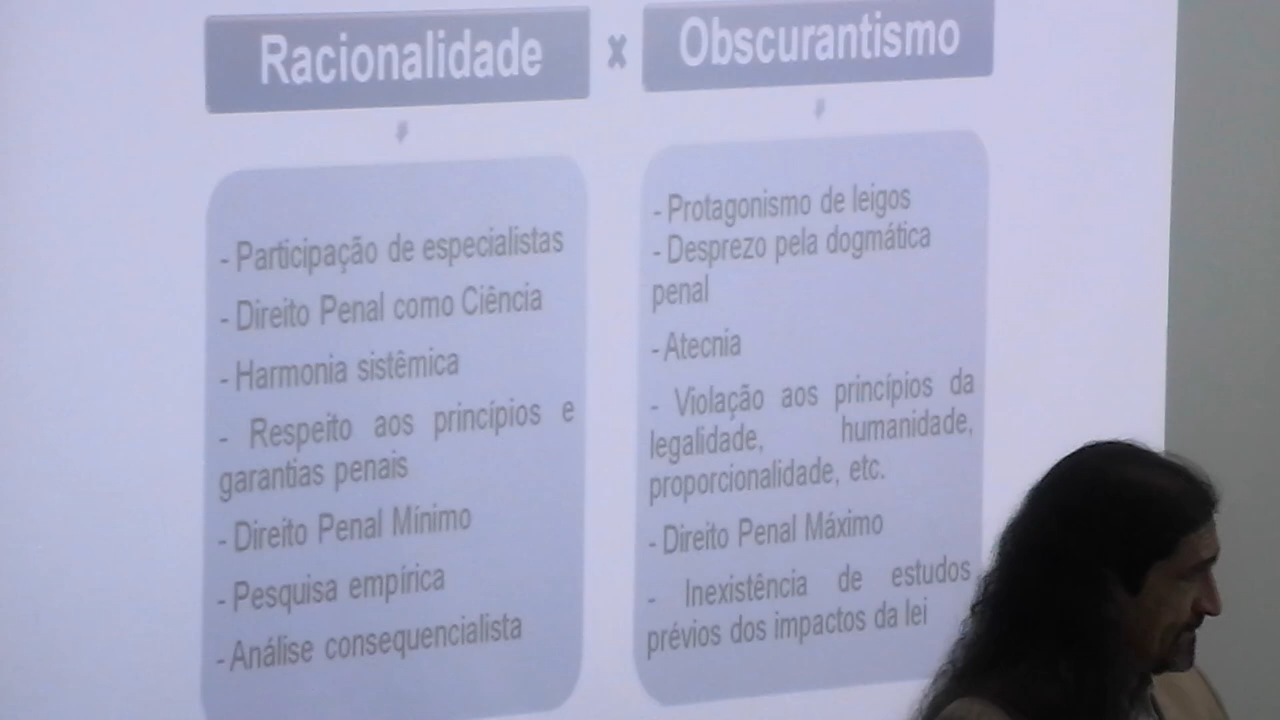 Racionalidade x Obscurantismo
- Participação de especialistas
- Direito Penal como Ciência
- Harmonia sistêmica
- Respeito aos princípios e
garantias penais
- Direito Penal Mínimo
- Pesquisa empírica
- Análise consequencialista
- Protagonismo de leigos
- Desprezo pela dogmática
penal
- Atecnia
- Violação aos princípios da
legalidade, humanidade,
proporcionalidade, etc.
- Direito Penal Máximo
- Inexistência de estudos
prévios dos impactos da lei